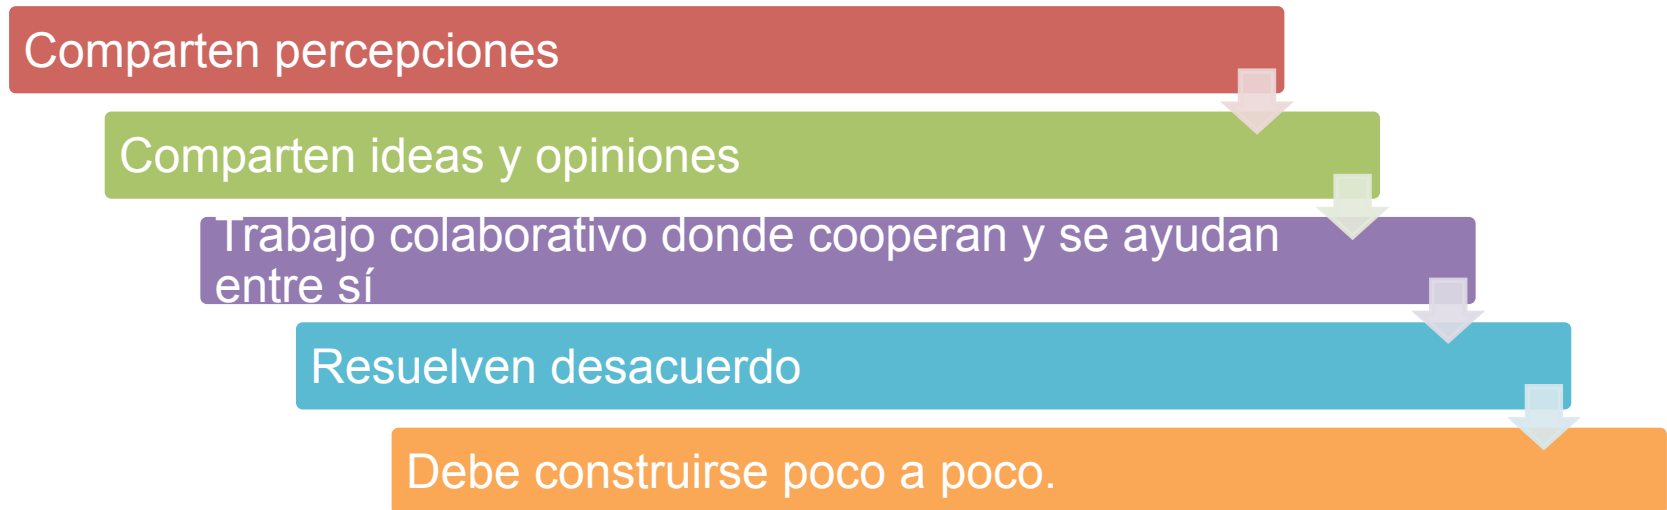 Comparten percepciones
Comparten ideas y opiniones
Trabajo colaborativo donde cooperan y se ayudan
entre sí
Resuelven desacuerdo
Debe construirse poco a poco.